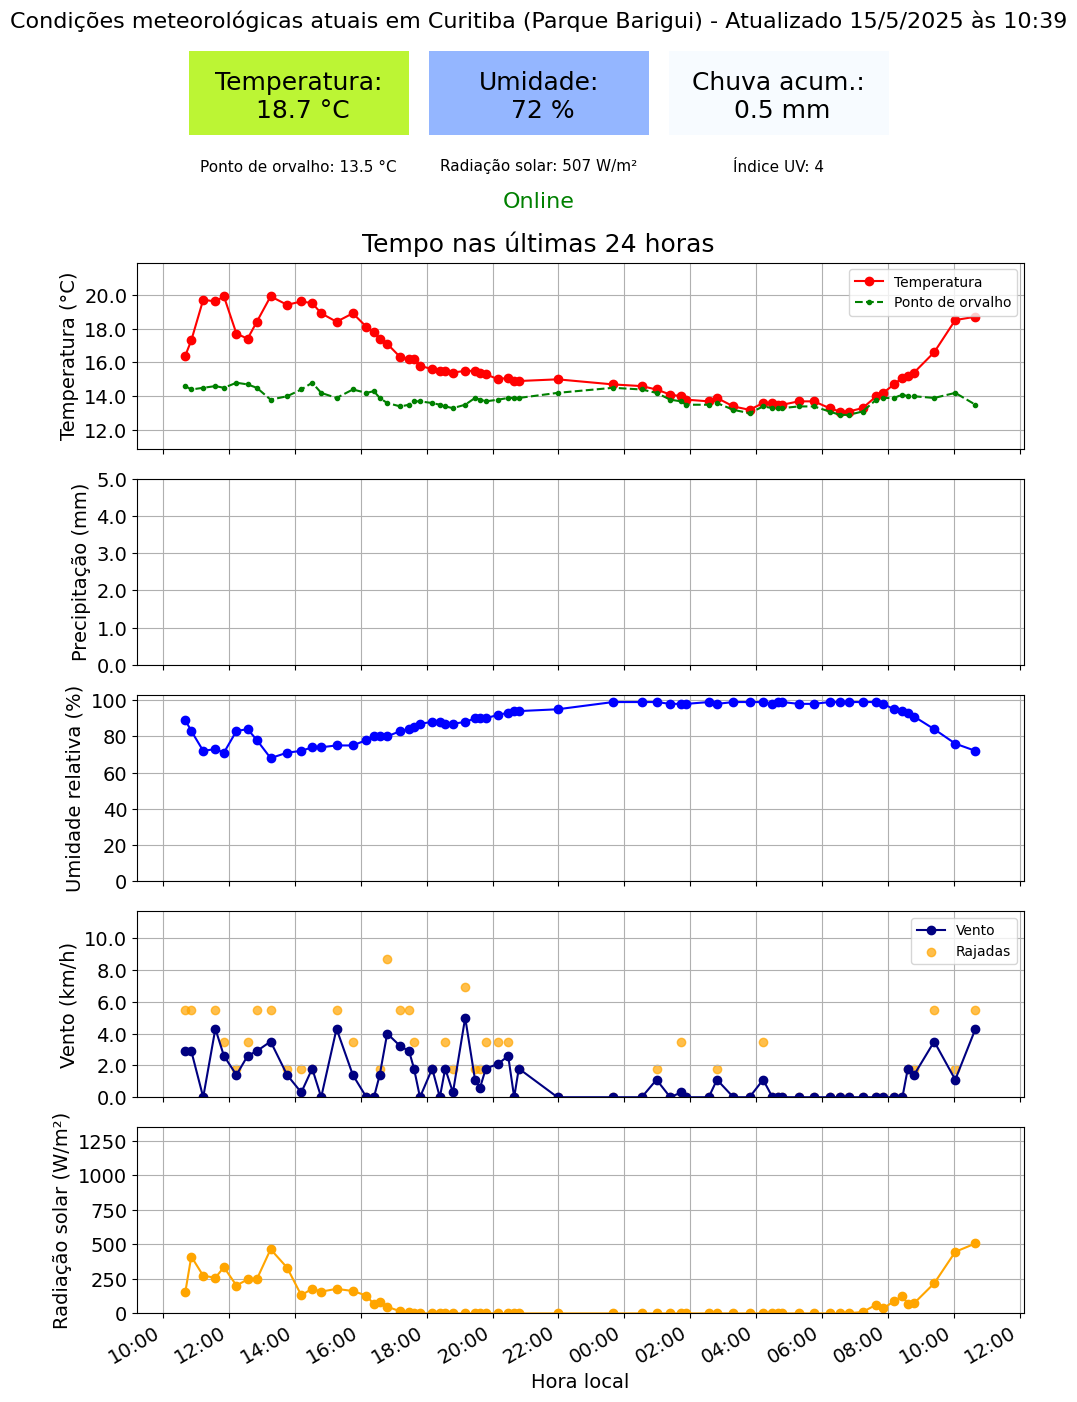 Condições meteorológicas atuais em Curitiba (Parque Barigui) - Atualizado 15/5/2025 às 10:39
Temperatura:
18.7 °C
Umidade:
72 %
Chuva acum.:
0.5 mm
Ponto de orvalho: 13.5 °C
Radiação solar: 507 W/m²
Índice UV: 4
Online
Tempo nas últimas 24 horas
Temperatura (°C)
20.0
18.0
16.0
14.0
12.0
Temperatura
Ponto de orvalho
Precipitação (mm)
5.0
4.0
3.0
2.0
1.0
0.0
Umidade relativa (%)
100
80
60
40
20
0
Vento (km/h)
10.0
8.0
6.0
4.0
2.0
0.0
Vento
Rajadas
Radiação solar (W/m²)
1250
1000
750
500
250
0
10:00
12:00
14:00
16:00
18:00
20:00
22:00
00:00
02:00
04:00
06:00
08:00
10:00
12:00
Hora local